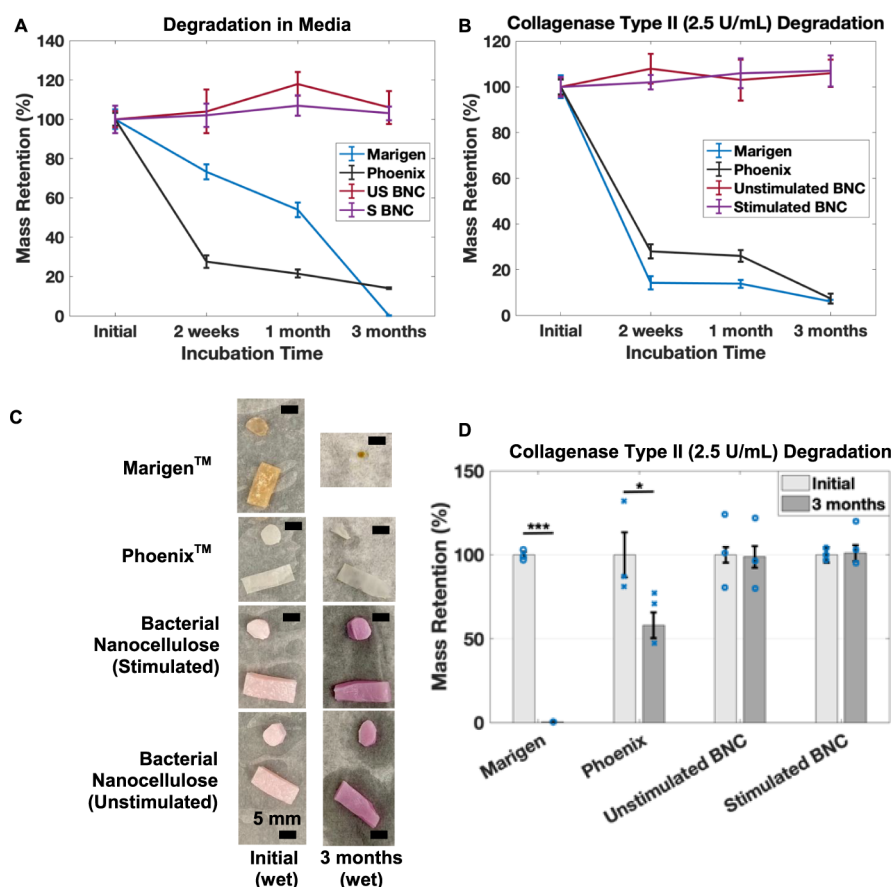 A
Degradation in Media
Mass Retention (%)
140
120
100
80
60
40
20
0
Marigen
Phoenix
US BNC
S BNC
Initial
2 weeks
1 month
3 months
Incubation Time
B
Collagenase Type II (2.5 U/mL) Degradation
Mass Retention (%)
120
100
80
60
40
20
0
Marigen
Phoenix
Unstimulated BNC
Stimulated BNC
Initial
2 weeks
1 month
3 months
Incubation Time
C
Marigen™
Phoenix™
Bacterial
Nanocellulose
(Stimulated)
Bacterial
Nanocellulose
(Unstimulated)
5 mm
Initial
(wet)
3 months
(wet)
D
Collagenase Type II (2.5 U/mL) Degradation
Mass Retention (%)
150
100
50
0
Initial
3 months
***
*
Marigen
Phoenix
Unstimulated BNC
Stimulated BNC